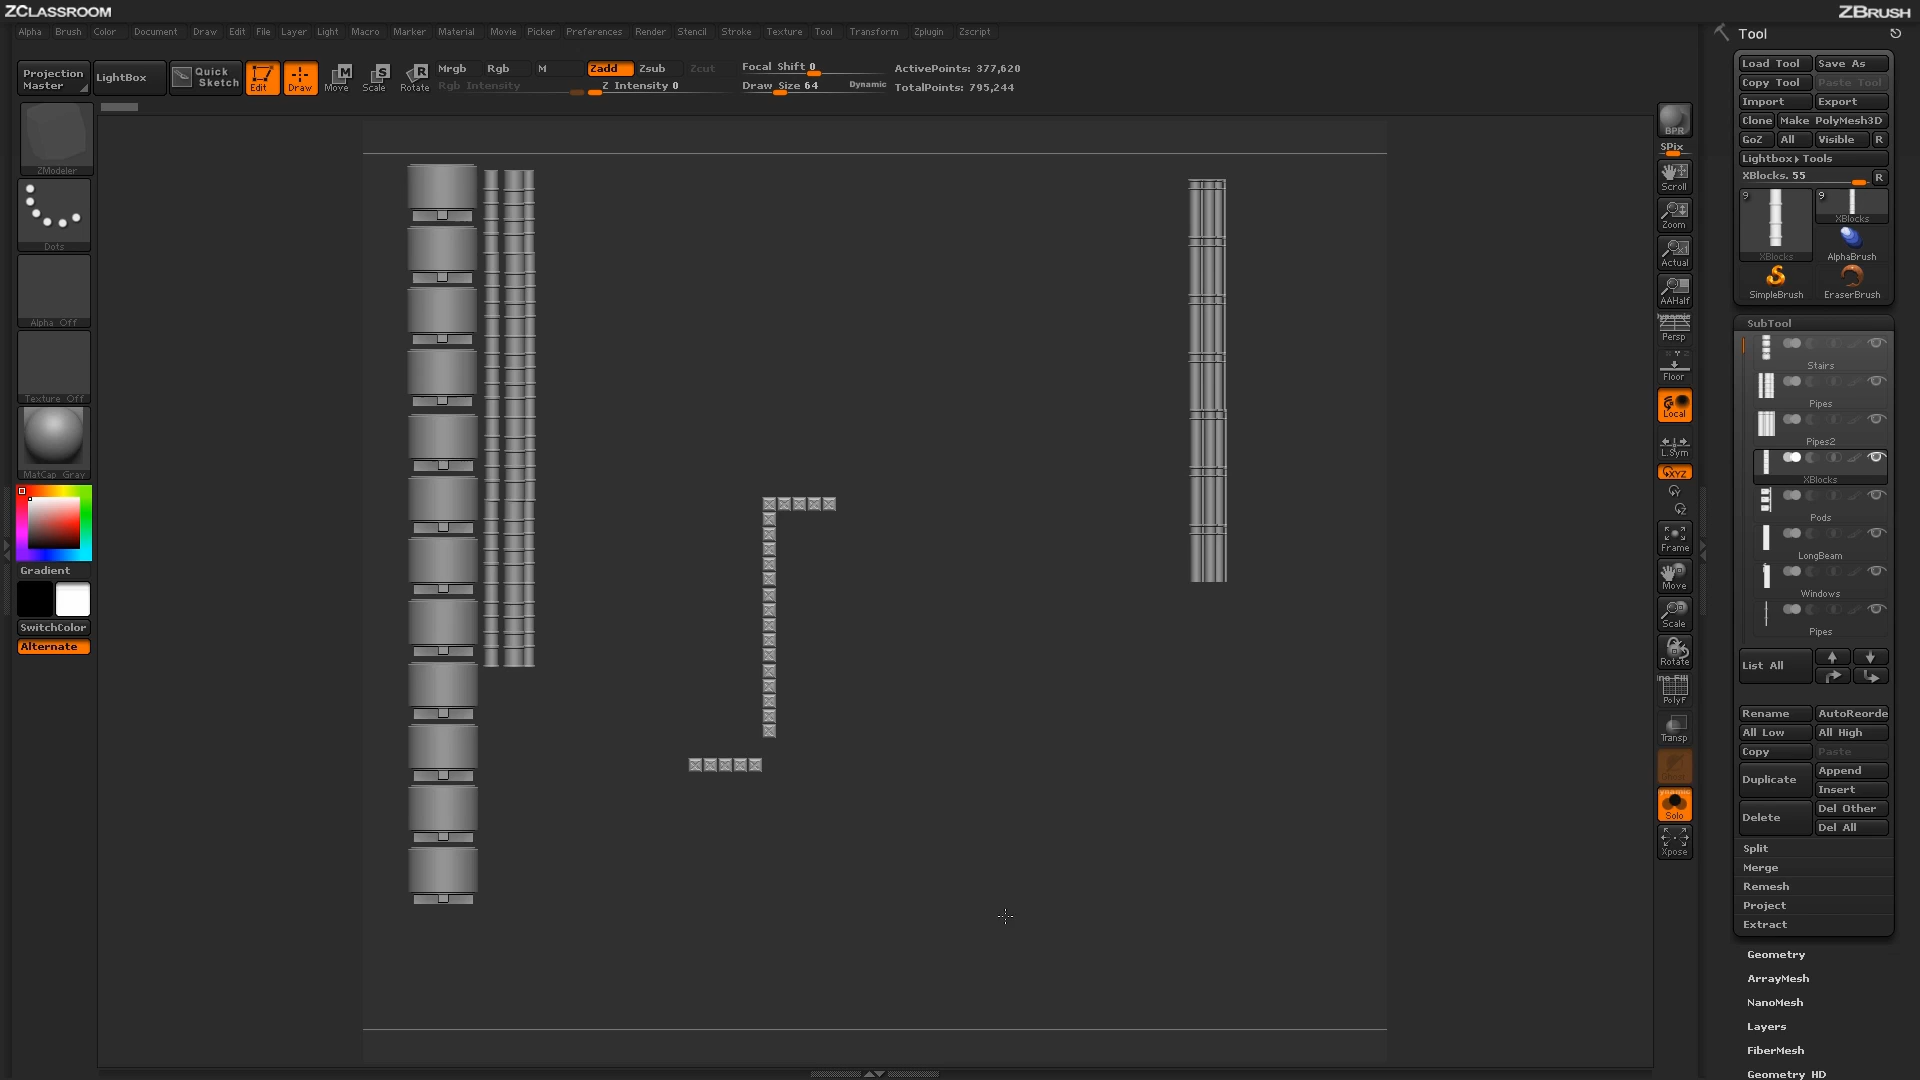 ZCLASSROOM
ZBRUSH
Alpha Brush Color Document Draw Edit File Layer Light Macro Marker Material Movie Picker Preferences Render Stencil Stroke Texture Tool Transform Zplugin Zscript
Tool
Projection Master
LightBox
Quick Sketch
Edit
Draw
Move
Scale
Rotate
Mrgb Rgb M Zadd Zsub Zcut
Rgb Intensity
Z Intensity 0
Focal Shift 0
Draw Size 64
Dynamic
ActivePoints: 377,620
TotalPoints: 795,244
ZModeler
Dots
Alpha Off
Texture Off
MatCap Gray
Gradient
SwitchColor
Alternate
BPR
SPix
Scroll
Zoom
Actual
AAHalf
Persp
Floor
Local
L.Sym
XYZ
Frame
Move
Scale
Rotate
PolyF
Transp
Solo
Xpose
Load Tool Save As
Copy Tool Paste Tool
Import Export
Clone Make PolyMesh3D
GoZ All Visible R
Lightbox▸Tools
XBlocks. 55 R
9 9
XBlocks
XBlocks
AlphaBrush
SimpleBrush EraserBrush
SubTool
Stairs
Pipes
Pipes2
XBlocks
Pods
LongBeam
Windows
Pipes
List All
Rename AutoReorde
All Low All High
Copy Paste
Duplicate Append
Insert
Delete Del Other
Del All
Split
Merge
Remesh
Project
Extract
Geometry
ArrayMesh
NanoMesh
Layers
FiberMesh
Geometry HD